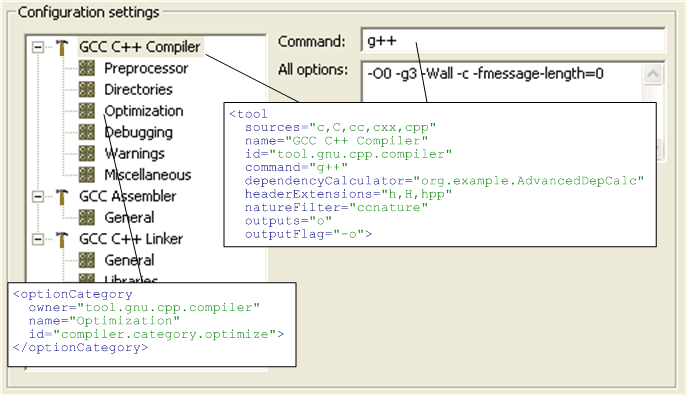 Configuration settings
GCC C++ Compiler
Preprocessor
Directories
Optimization
Debugging
Warnings
Miscellaneous
GCC Assembler
General
GCC C++ Linker
General
Libraries
Command:
g++
All options:
-O0 -g3 -Wall -c -fmessage-length=0
<tool
sources="c,C,cc,cxx,cpp"
name="GCC C++ Compiler"
id="tool.gnu.cpp.compiler"
command="g++"
dependencyCalculator="org.example.AdvancedDepCalc"
headerExtensions="h,H,hpp"
natureFilter="ccnature"
outputs="o"
outputFlag="-o">
<optionCategory
owner="tool.gnu.cpp.compiler"
name="Optimization"
id="compiler.category.optimize">
</optionCategory>